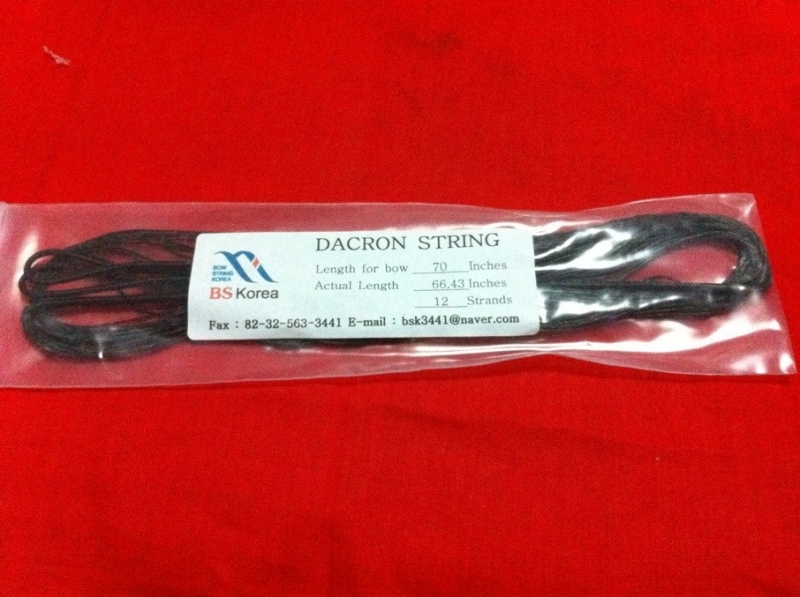 DACRON STRING
Length for bow 70 Inches
Actual Length 66.43 Inches
12 Strands
BOW
STRING
KOREA
BS Korea
Fax : 82-32-563-3441 E-mail : bsk3441@naver.com